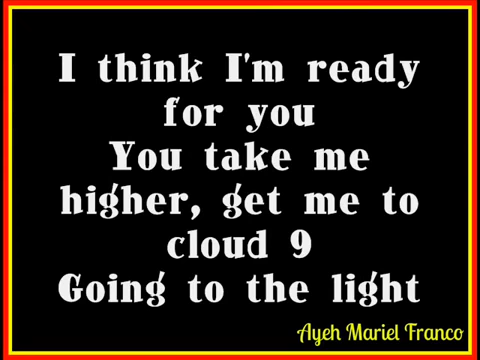 I think I'm ready
for you
You take me
higher, get me to
cloud 9
Going to the light
Ayeh Mariel Franco